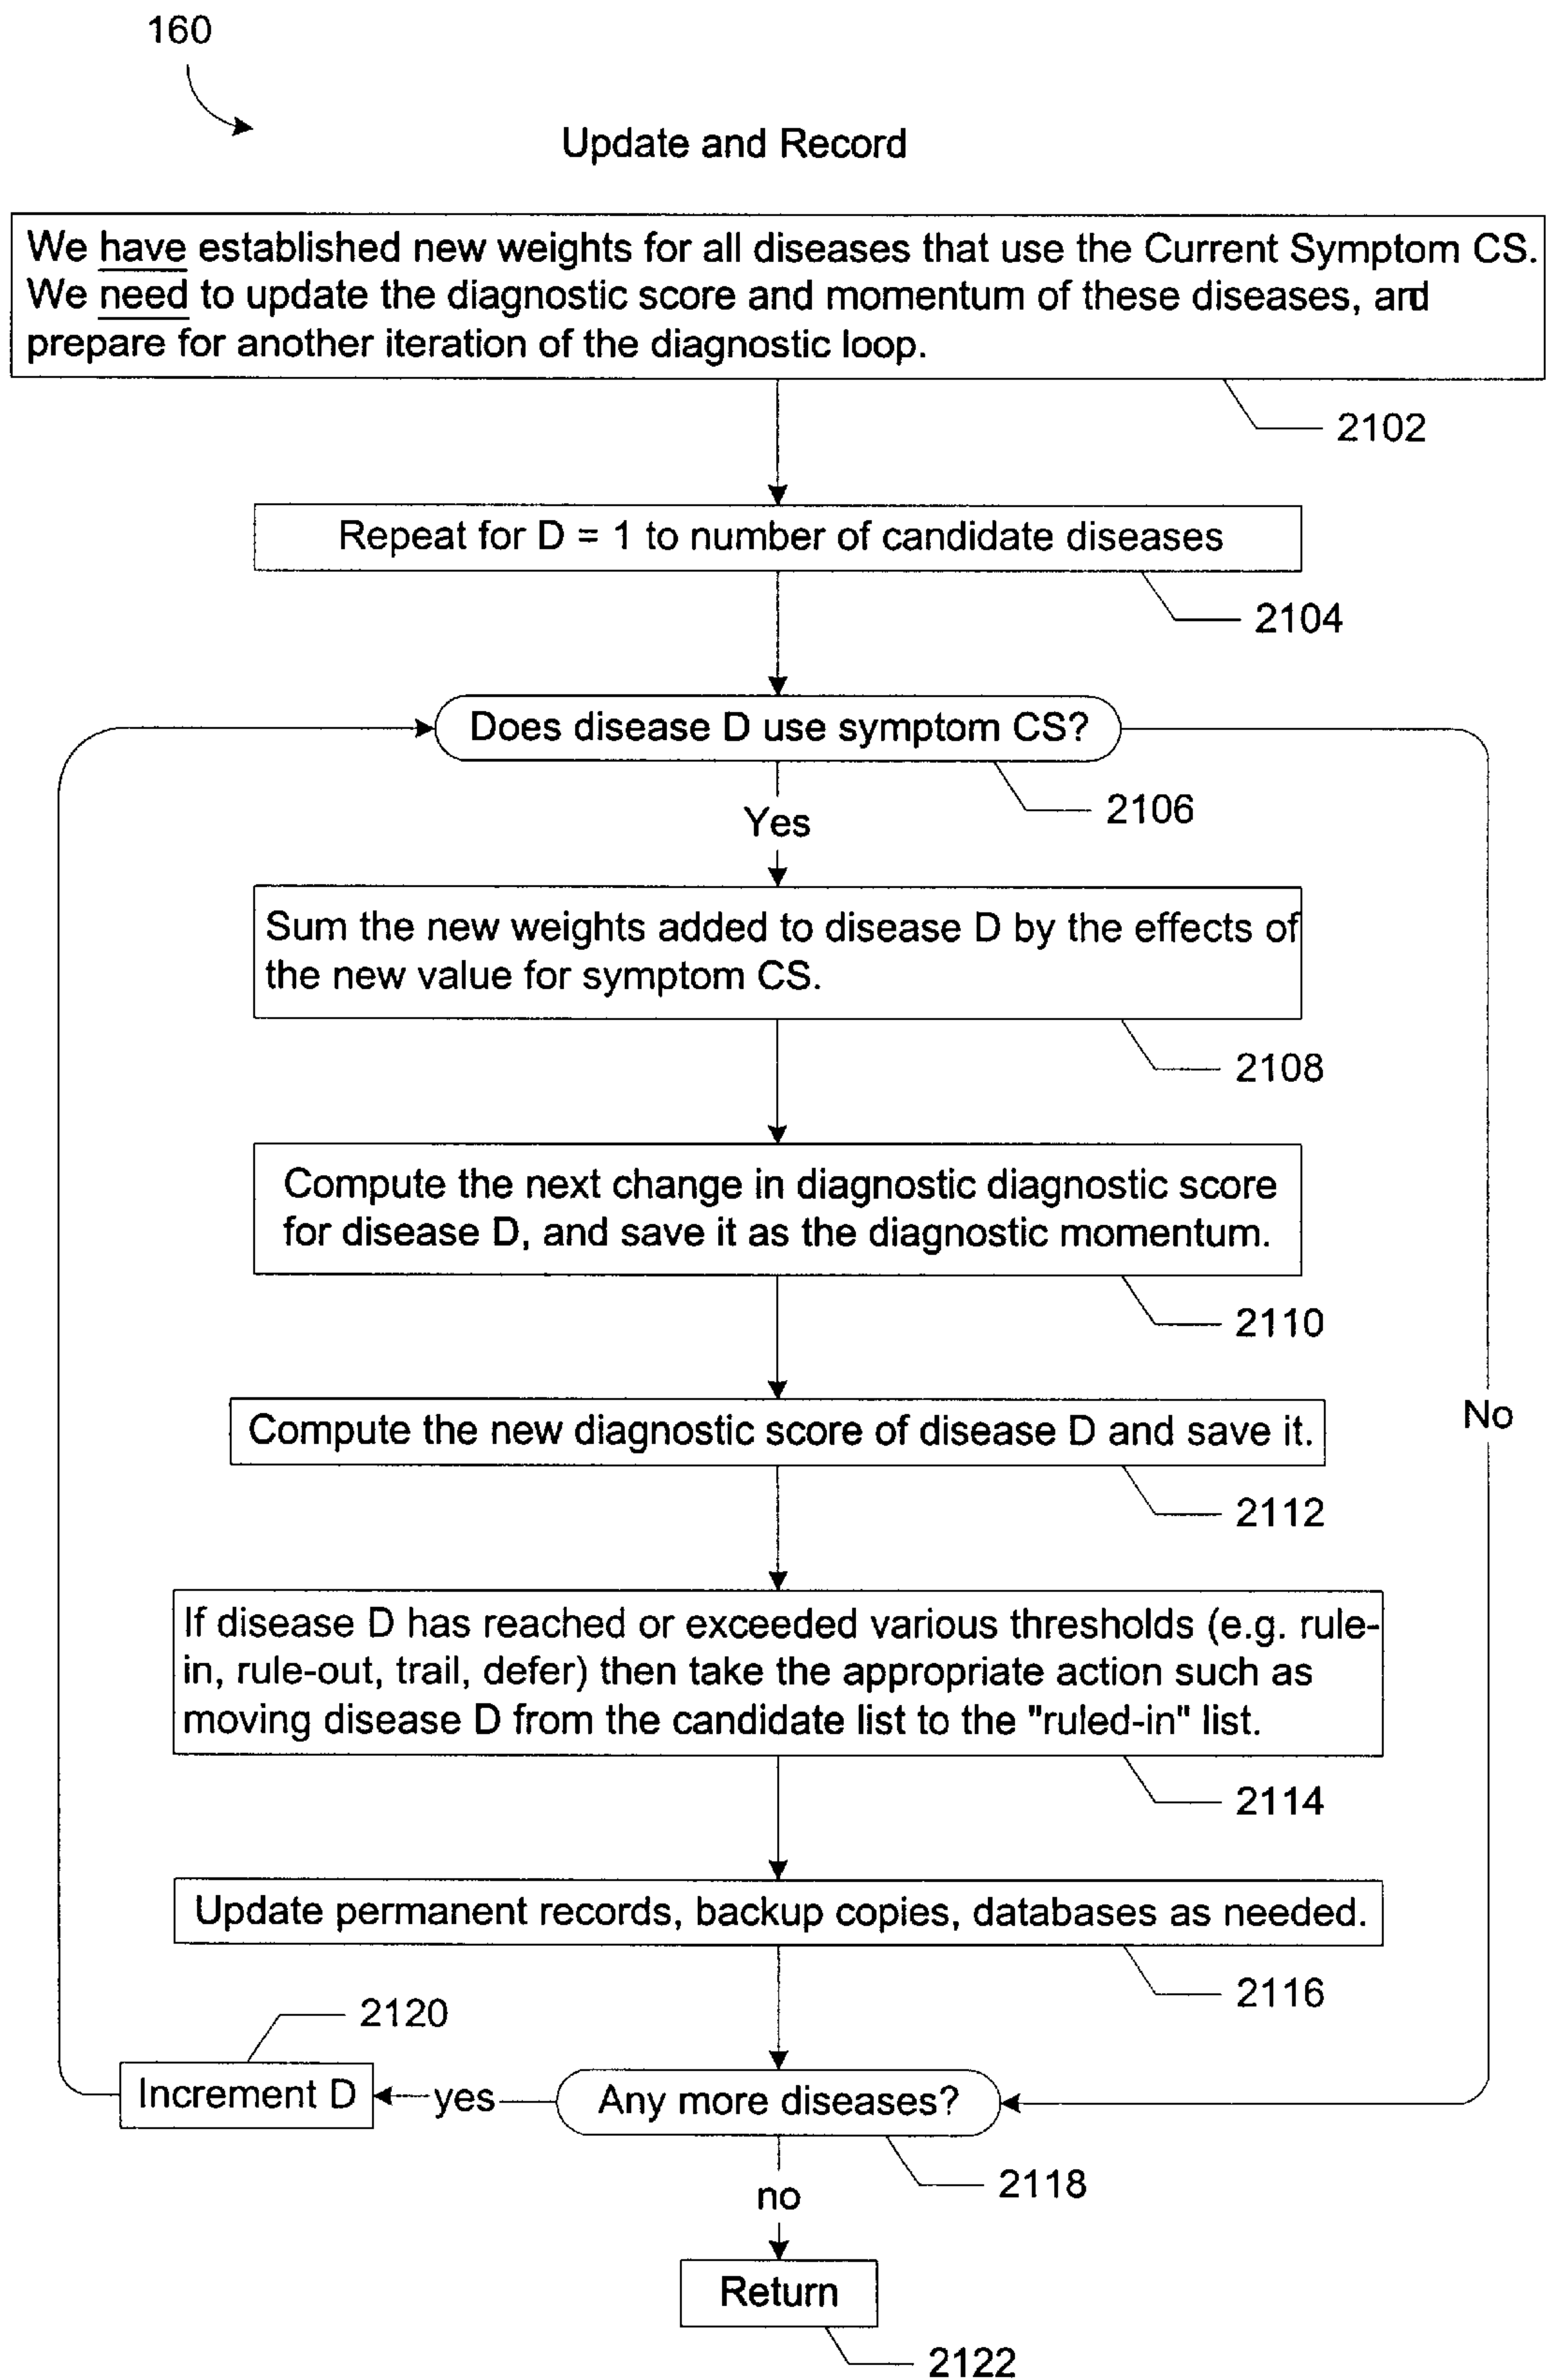 160
Update and Record
We have established new weights for all diseases that use the Current Symptom CS.
We need to update the diagnostic score and momentum of these diseases, and
prepare for another iteration of the diagnostic loop.
2102
Repeat for D = 1 to number of candidate diseases
2104
Does disease D use symptom CS?
2106
Yes
Sum the new weights added to disease D by the effects of
the new value for symptom CS.
2108
Compute the next change in diagnostic diagnostic score
for disease D, and save it as the diagnostic momentum.
2110
Compute the new diagnostic score of disease D and save it.
No
2112
If disease D has reached or exceeded various thresholds (e.g. rule-
in, rule-out, trail, defer) then take the appropriate action such as
moving disease D from the candidate list to the "ruled-in" list.
2114
Update permanent records, backup copies, databases as needed.
2116
2120
Increment D
yes
Any more diseases?
2118
no
Return
2122